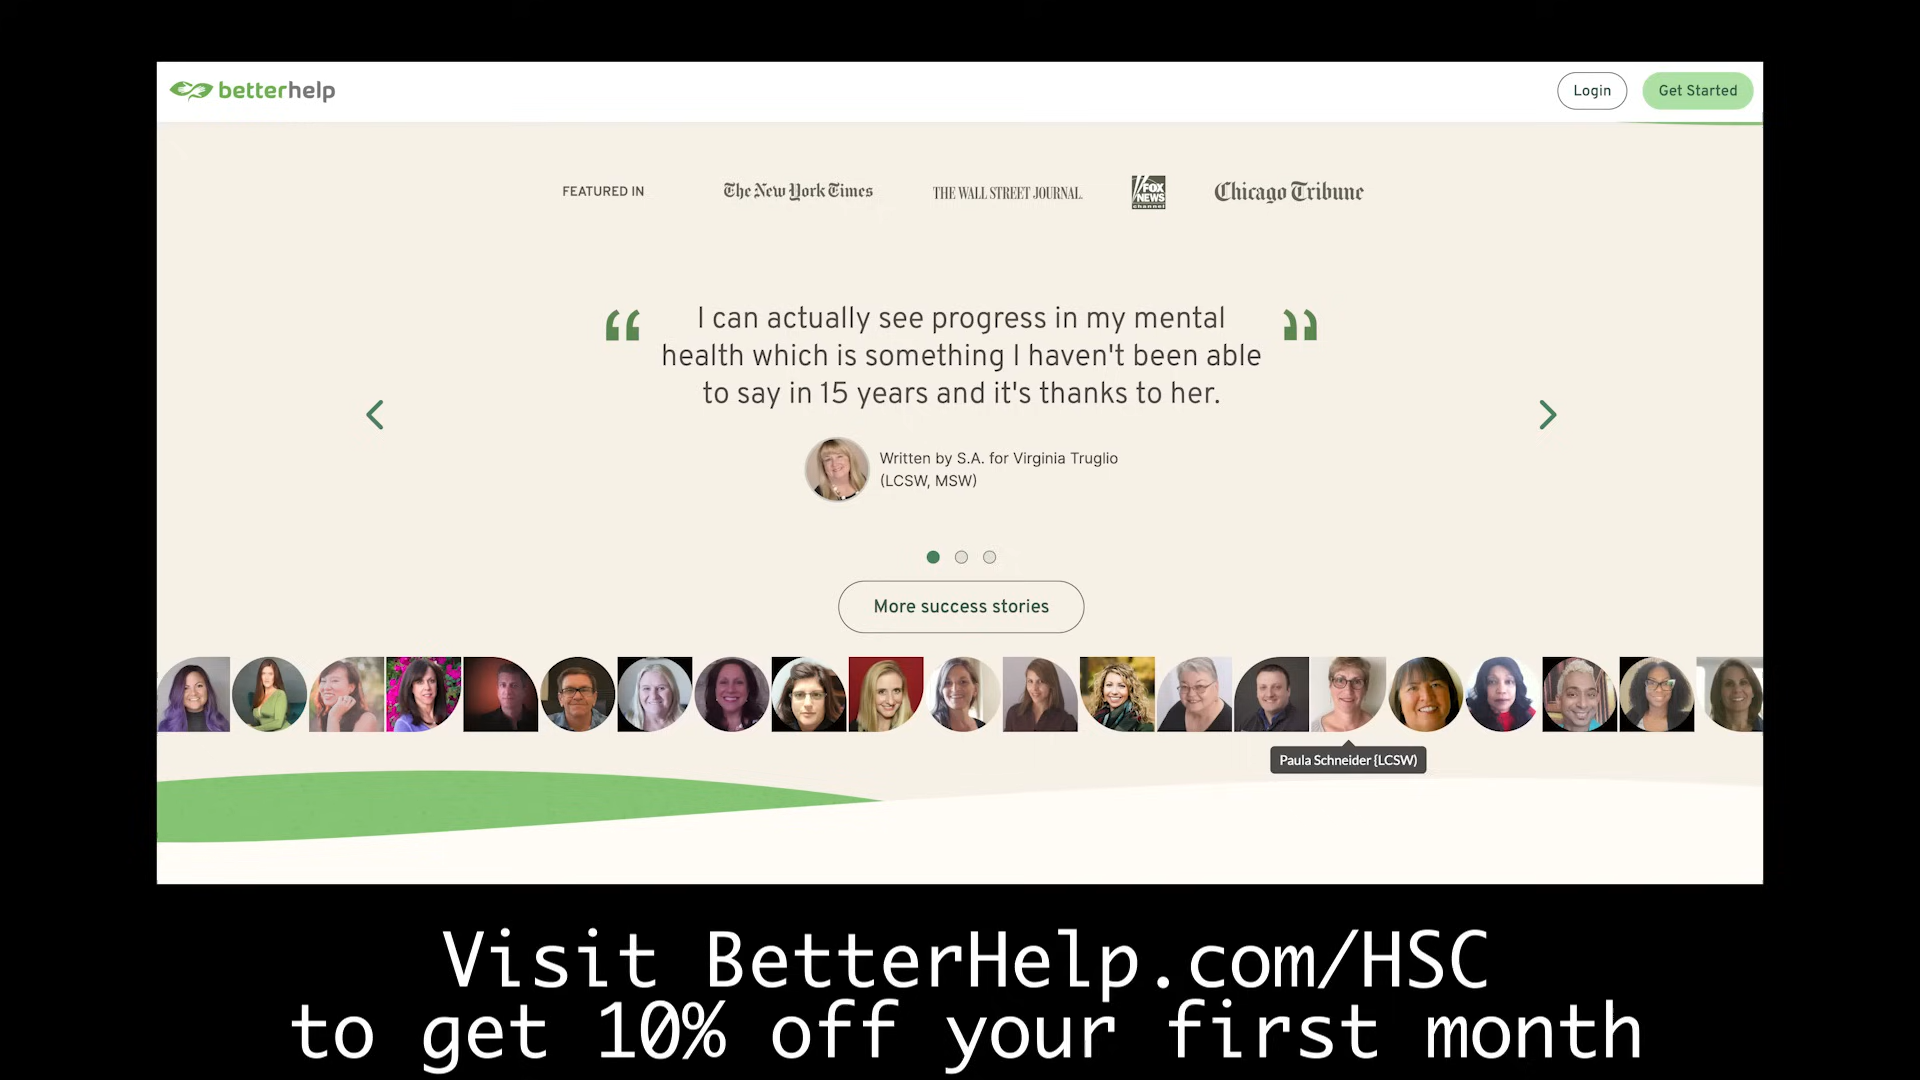 betterhelp
Login
Get Started
FEATURED IN
The New York Times
THE WALL STREET JOURNAL.
FOX
NEWS
channel
Chicago Tribune
“ I can actually see progress in my mental ”
health which is something I haven't been able
to say in 15 years and it's thanks to her.
Written by S.A. for Virginia Truglio
(LCSW, MSW)
More success stories
Paula Schneider {LCSW)
Visit BetterHelp.com/HSC
to get 10% off your first month